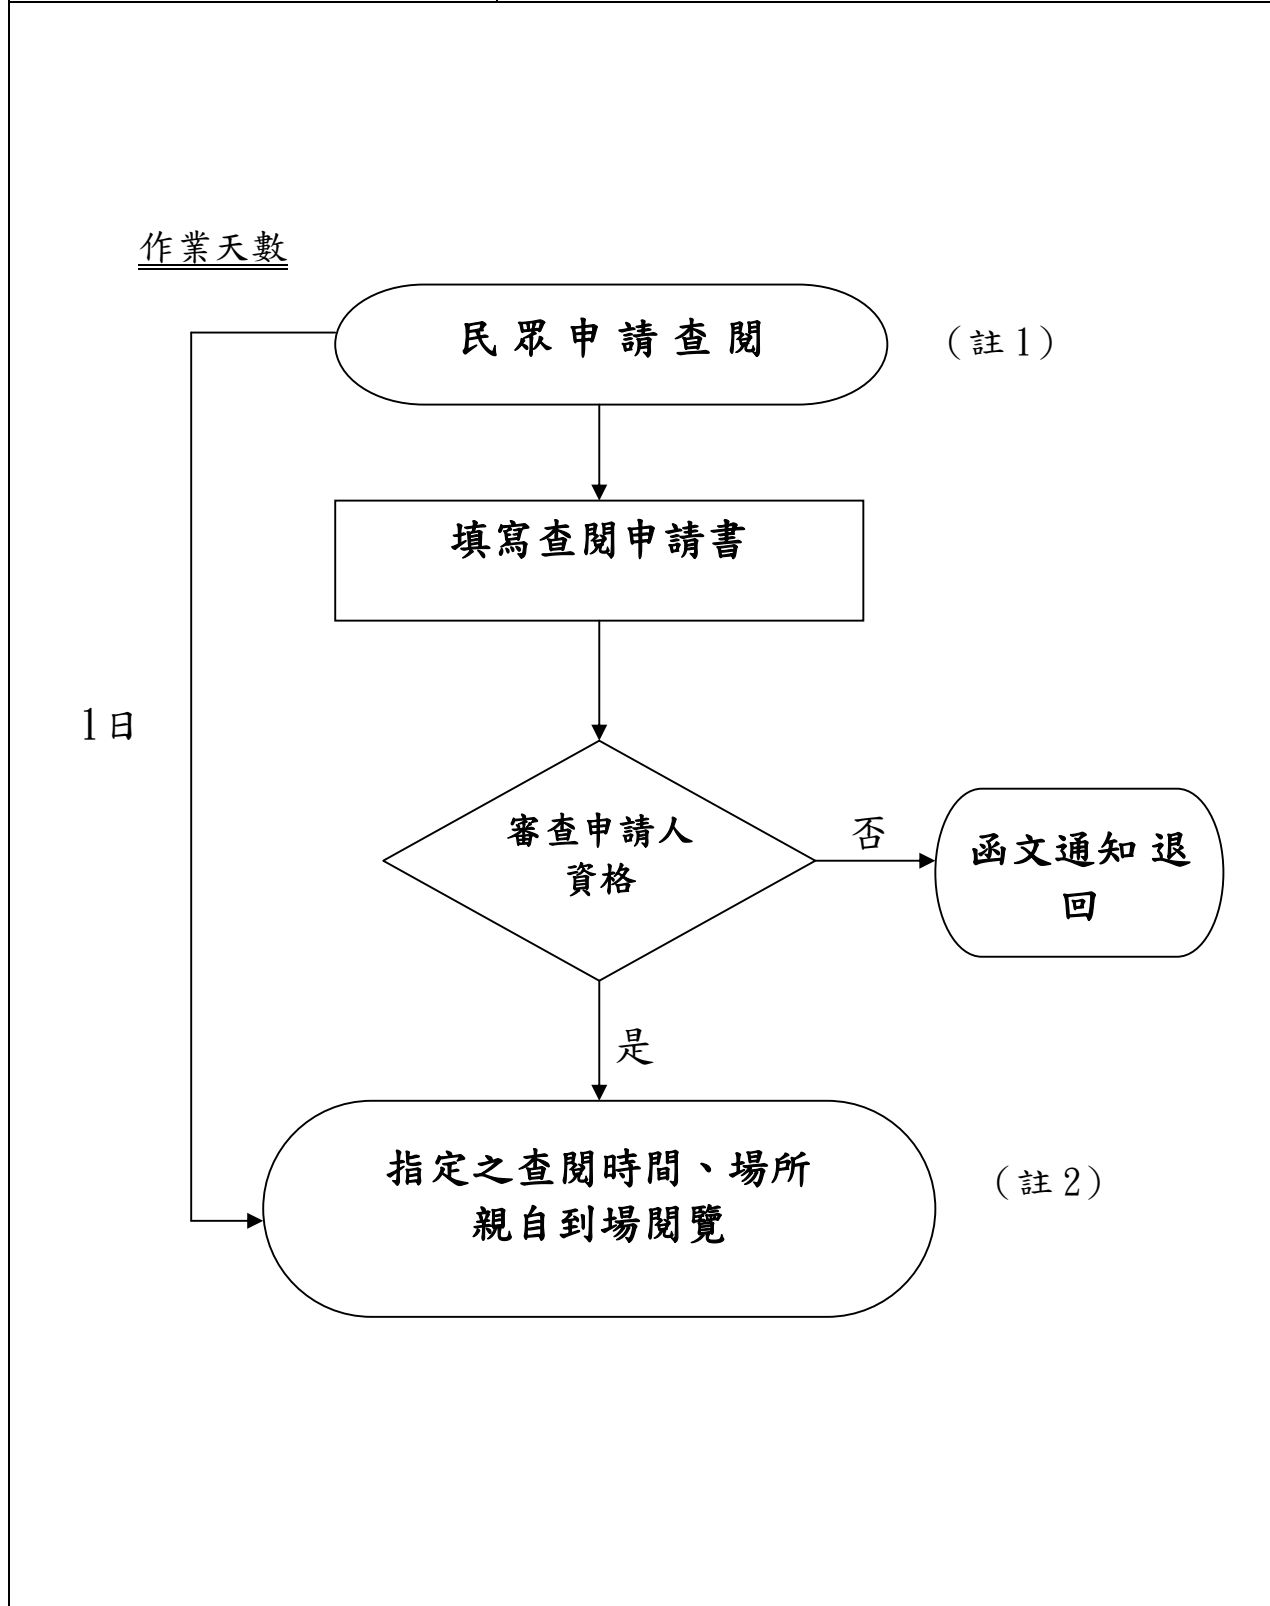 作業天數
民眾申請查閱
（註1）
填寫查閱申請書
1日
審查申請人
資格
否
函文通知 退
回
是
指定之查閱時間、場所
親自到場閱覽
（註2）